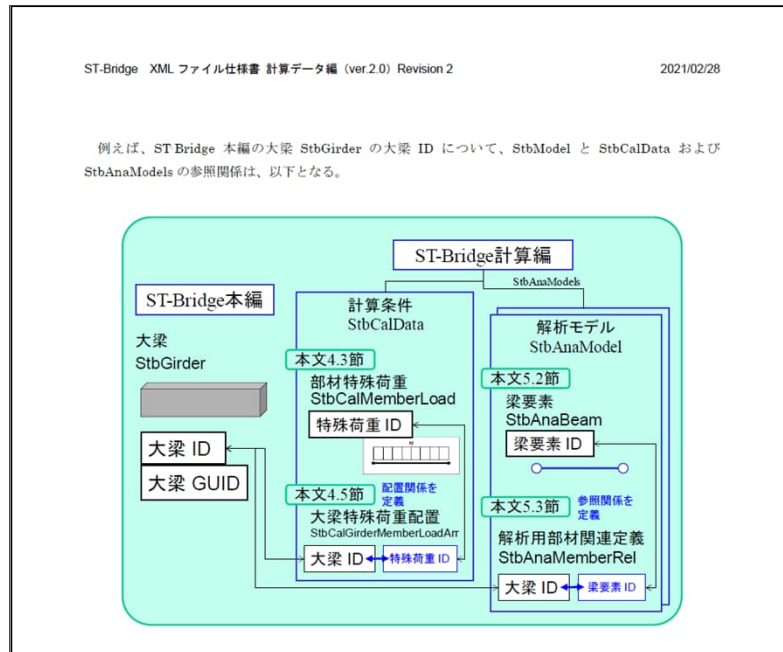 ST-Bridge　XML ファイル仕様書 計算データ編（ver.2.0）Revision 2　2021/02/28
例えば、ST-Bridge 本編の大梁 StbGirder の大梁 ID について、StbModel と StbCalData および
StbAnaModels の参照関係は、以下となる。
ST-Bridge計算編
StbAnaModels
ST-Bridge本編
大梁
StbGirder
大梁 ID
大梁 GUID
計算条件
StbCalData
本文4.3節
部材特殊荷重
StbCalMemberLoad
特殊荷重 ID
w
本文4.5節
配置関係を
定義
大梁特殊荷重配置
StbCalGirderMemberLoadArr
大梁 ID
特殊荷重 ID
解析モデル
StbAnaModel
本文5.2節
梁要素
StbAnaBeam
梁要素 ID
本文5.3節
参照関係を
定義
解析用部材関連定義
StbAnaMemberRel
大梁 ID
梁要素 ID